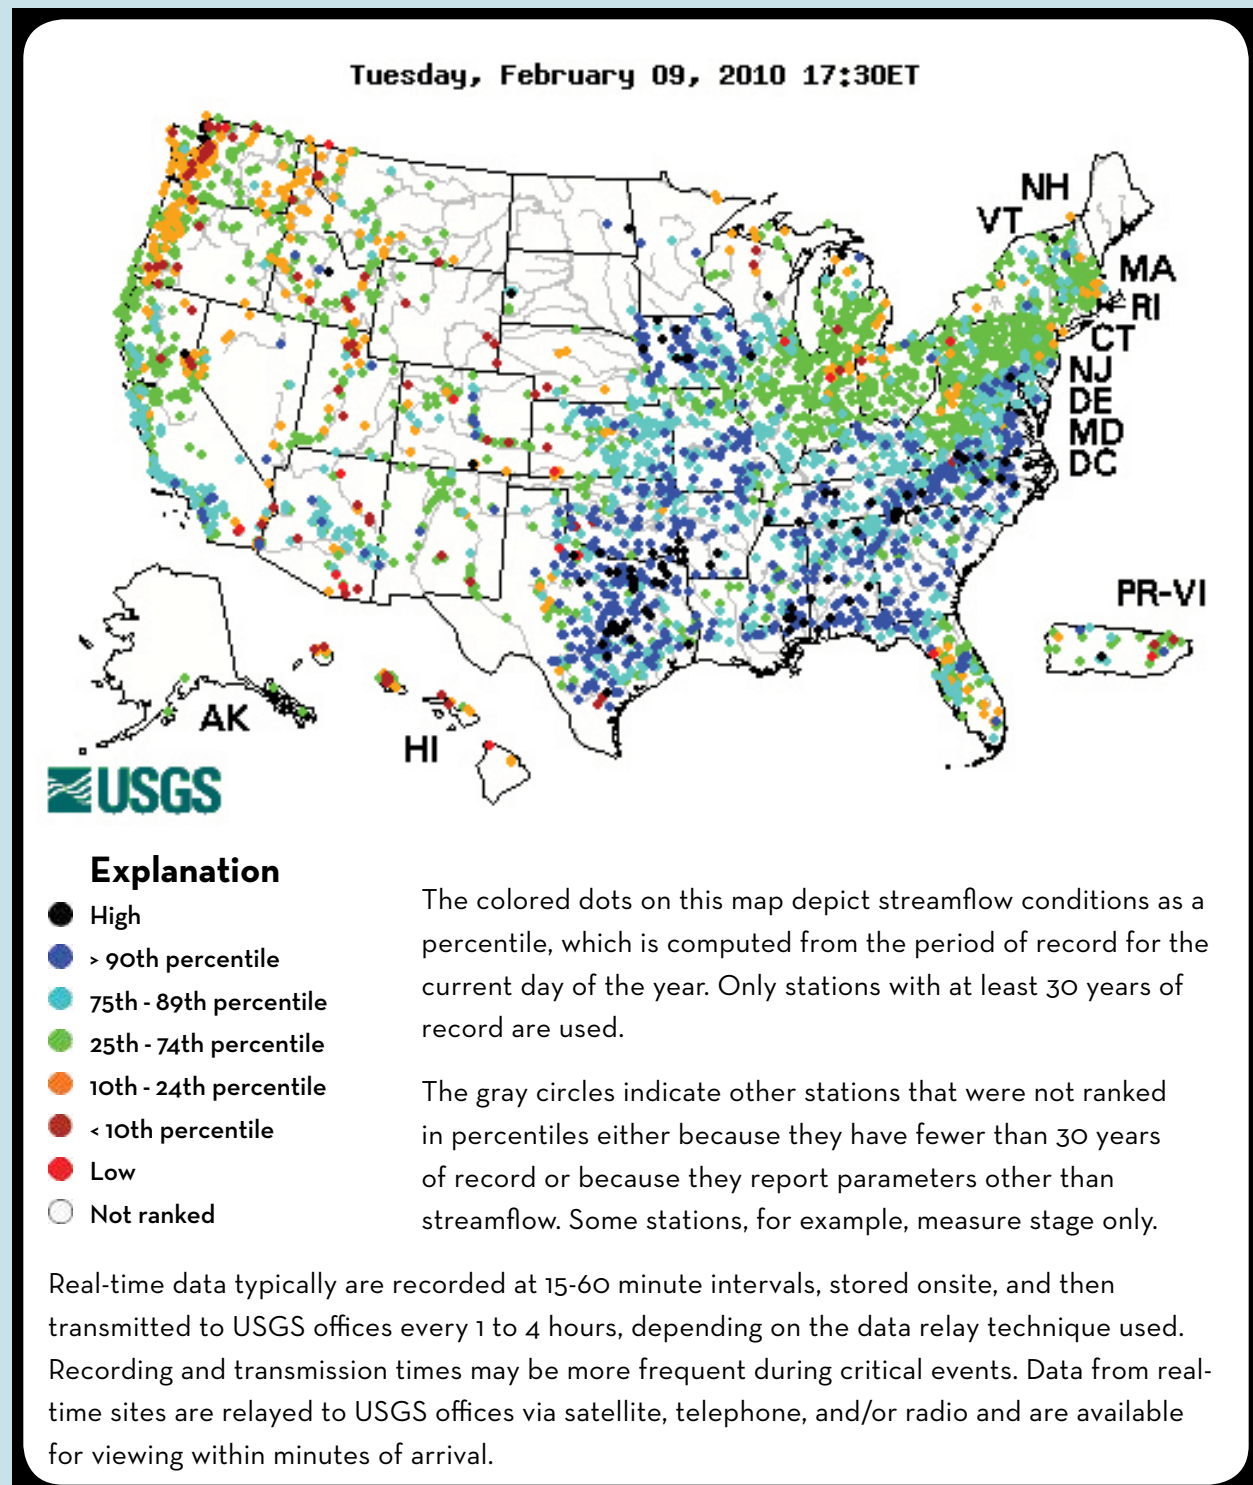 Tuesday, February 09, 2010 17:30ET
NH
VT
MA
RI
CT
NJ
DE
MD
DC
PR-VI
AK
HI
USGS
Explanation
High
> 90th percentile
75th - 89th percentile
25th - 74th percentile
10th - 24th percentile
< 10th percentile
Low
Not ranked
The colored dots on this map depict streamflow conditions as a
percentile, which is computed from the period of record for the
current day of the year. Only stations with at least 30 years of
record are used.
The gray circles indicate other stations that were not ranked
in percentiles either because they have fewer than 30 years
of record or because they report parameters other than
streamflow. Some stations, for example, measure stage only.
Real-time data typically are recorded at 15-60 minute intervals, stored onsite, and then
transmitted to USGS offices every 1 to 4 hours, depending on the data relay technique used.
Recording and transmission times may be more frequent during critical events. Data from real-
time sites are relayed to USGS offices via satellite, telephone, and/or radio and are available
for viewing within minutes of arrival.